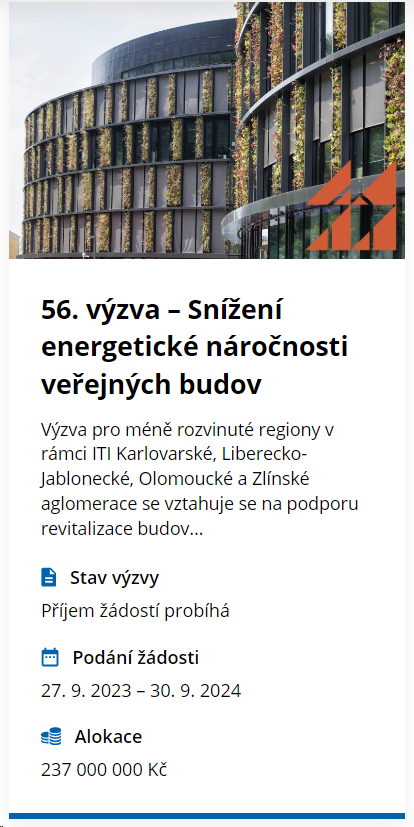 56. výzva – Snížení
energetické náročnosti
veřejných budov
Výzva pro méně rozvinuté regiony v
rámci ITI Karlovarské, Liberecko-
Jablonecké, Olomoucké a Zlínské
aglomerace se vztahuje se na podporu
revitalizace budov...
Stav výzvy
Příjem žádostí probíhá
Podání žádosti
27. 9. 2023 – 30. 9. 2024
Alokace
237 000 000 Kč